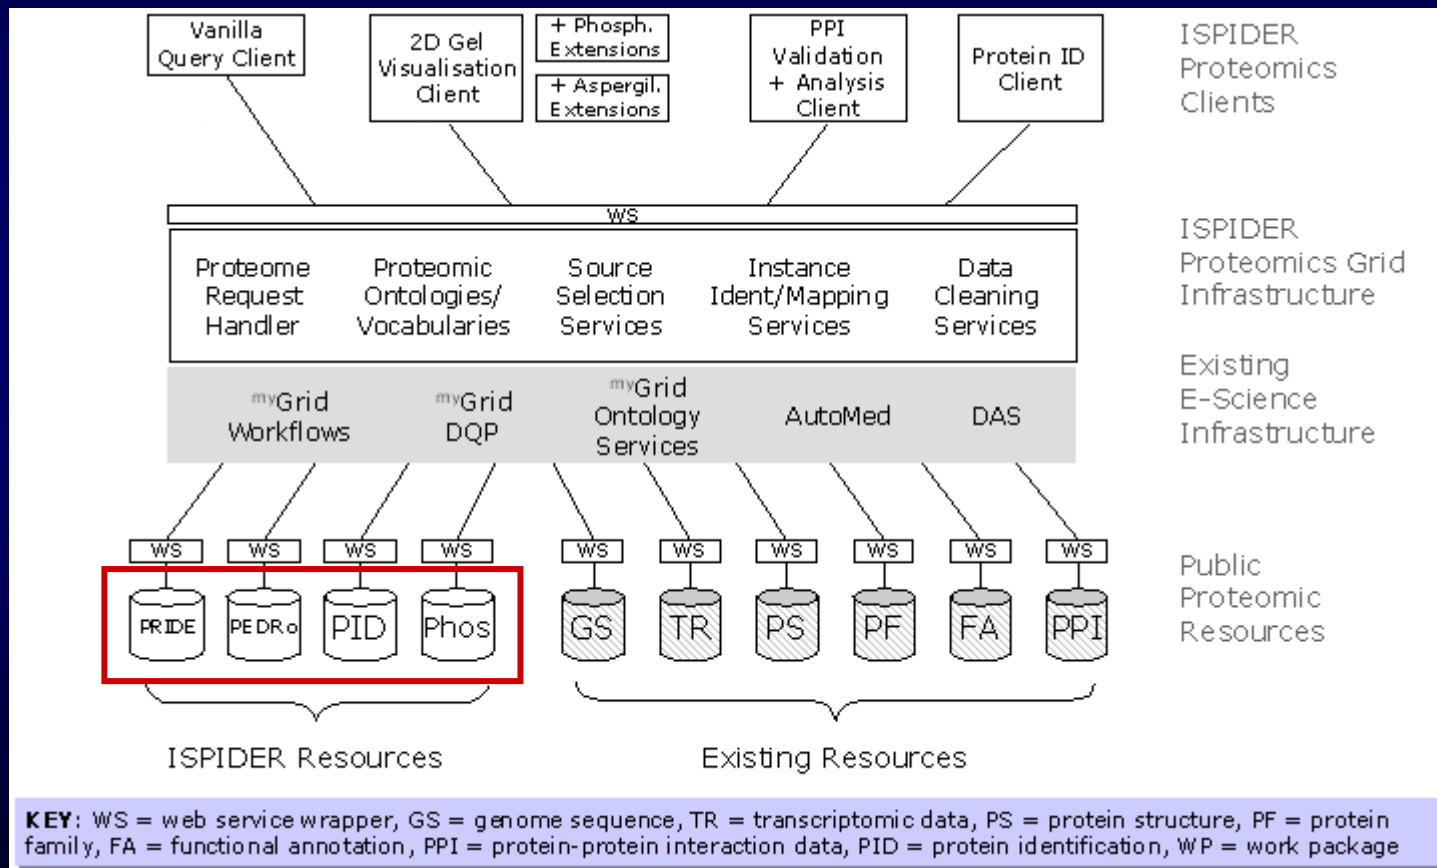 Vanilla
Query Client
2D Gel
Visualisation
Client
+ Phosph.
Extensions
+ Aspergil.
Extensions
PPI
Validation
+ Analysis
Client
Protein ID
Client
ISPIDER
Proteomics
Clients
WS
Proteome
Request
Handler
Proteomic
Ontologies/
Vocabularies
Source
Selection
Services
Instance
Ident/Mapping
Services
Data
Cleaning
Services
ISPIDER
Proteomics Grid
Infrastructure
myGrid
Workflows
myGrid
DQP
myGrid
Ontology
Services
AutoMed
DAS
Existing
E-Science
Infrastructure
WS
WS
WS
WS
WS
WS
WS
WS
WS
WS
PRIDE
PEDRo
PID
Phos
GS
TR
PS
PF
FA
PPI
Public
Proteomic
Resources
ISPIDER Resources
Existing Resources
KEY: WS = web service wrapper, GS = genome sequence, TR = transcriptomic data, PS = protein structure, PF = protein
family, FA = functional annotation, PPI = protein-protein interaction data, PID = protein identification, WP = work package